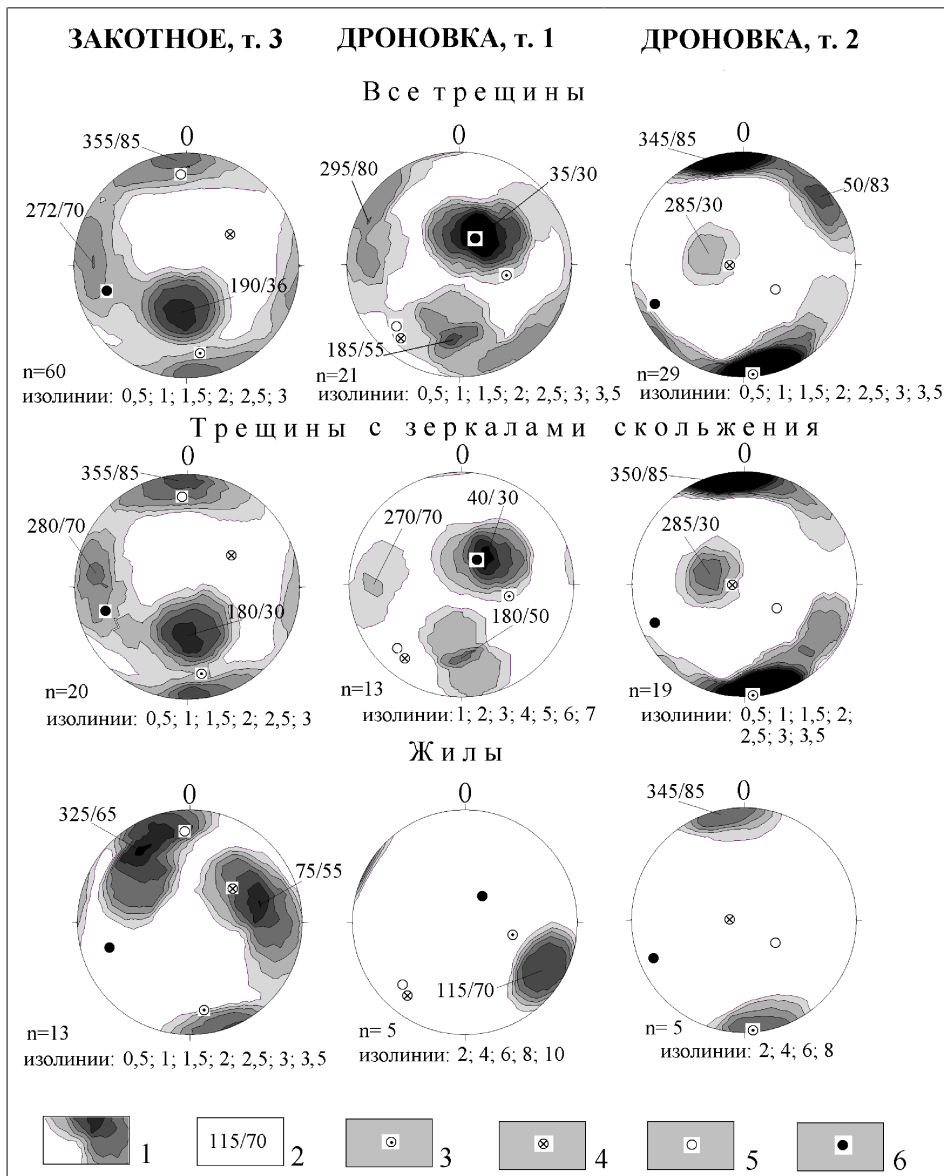 ЗАКОТНОЕ, т. 3 ДРОНОВКА, т. 1 ДРОНОВКА, т. 2
Все трещины
0 0 0
355/85 295/80 35/30 345/85 50/83
272/70 285/30
190/36 185/55
n=60 n=21 n=29
изолинии: 0,5; 1; 1,5; 2; 2,5; 3 изолинии: 0,5; 1; 1,5; 2; 2,5; 3; 3,5 изолинии: 0,5; 1; 1,5; 2; 2,5; 3; 3,5
Трещины с зеркалами скольжения
0 0 0
355/85 40/30 350/85
280/70 270/70 285/30
180/30 180/50
n=20 n=13 n=19
изолинии: 0,5; 1; 1,5; 2; 2,5; 3 изолинии: 1; 2; 3; 4; 5; 6; 7 изолинии: 0,5; 1; 1,5; 2;
2,5; 3; 3,5
Жилы
0 0 0
325/65 345/85
75/55
115/70
n=13 n= 5 n= 5
изолинии: 0,5; 1; 1,5; 2; 2,5; 3; 3,5 изолинии: 2; 4; 6; 8; 10 изолинии: 2; 4; 6; 8
1 115/70 2 3 4 5 6